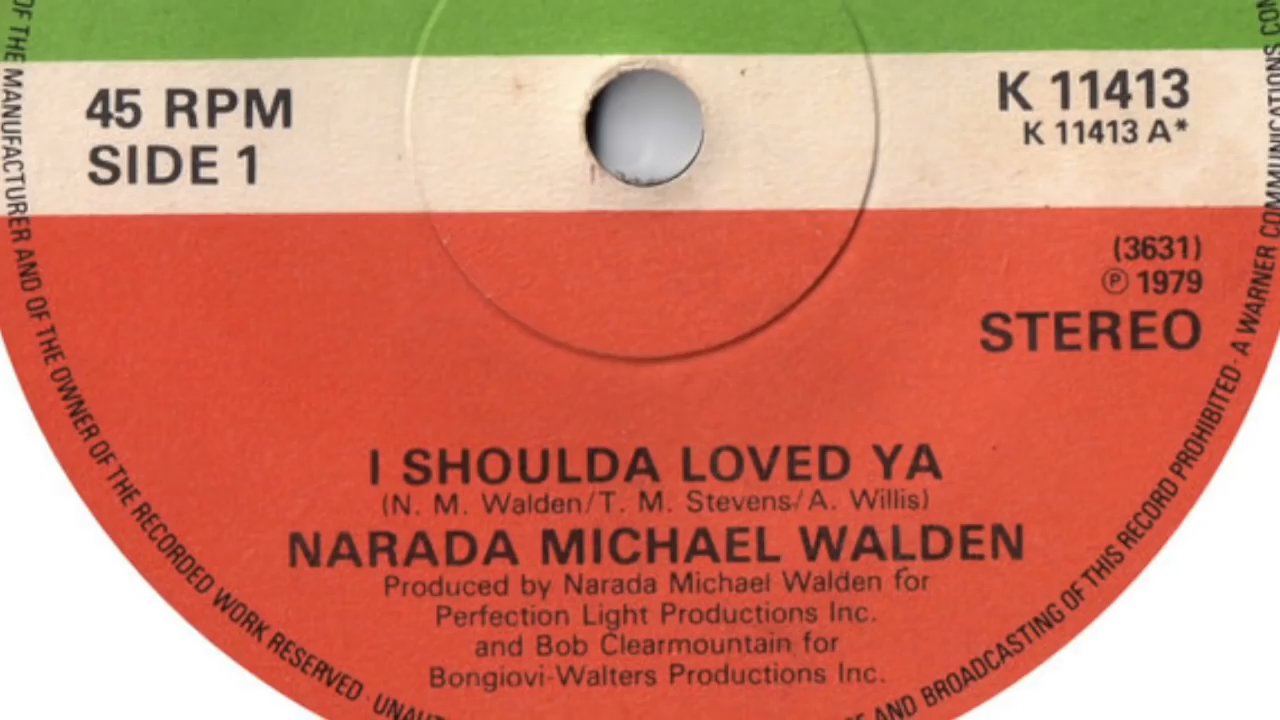 45 RPM
SIDE 1
K 11413
K 11413 A*
(3631)
℗ 1979
STEREO
I SHOULDA LOVED YA
(N. M. Walden/T. M. Stevens/A. Willis)
NARADA MICHAEL WALDEN
Produced by Narada Michael Walden for
Perfection Light Productions Inc.
and Bob Clearmountain for
Bongiovi-Walters Productions Inc.
OF THE MANUFACTURER AND OF THE OWNER OF THE RECORDED WORK RESERVED · 
AND BROADCASTING OF THIS RECORD PROHIBITED · A WARNER COMMUNICATIONS